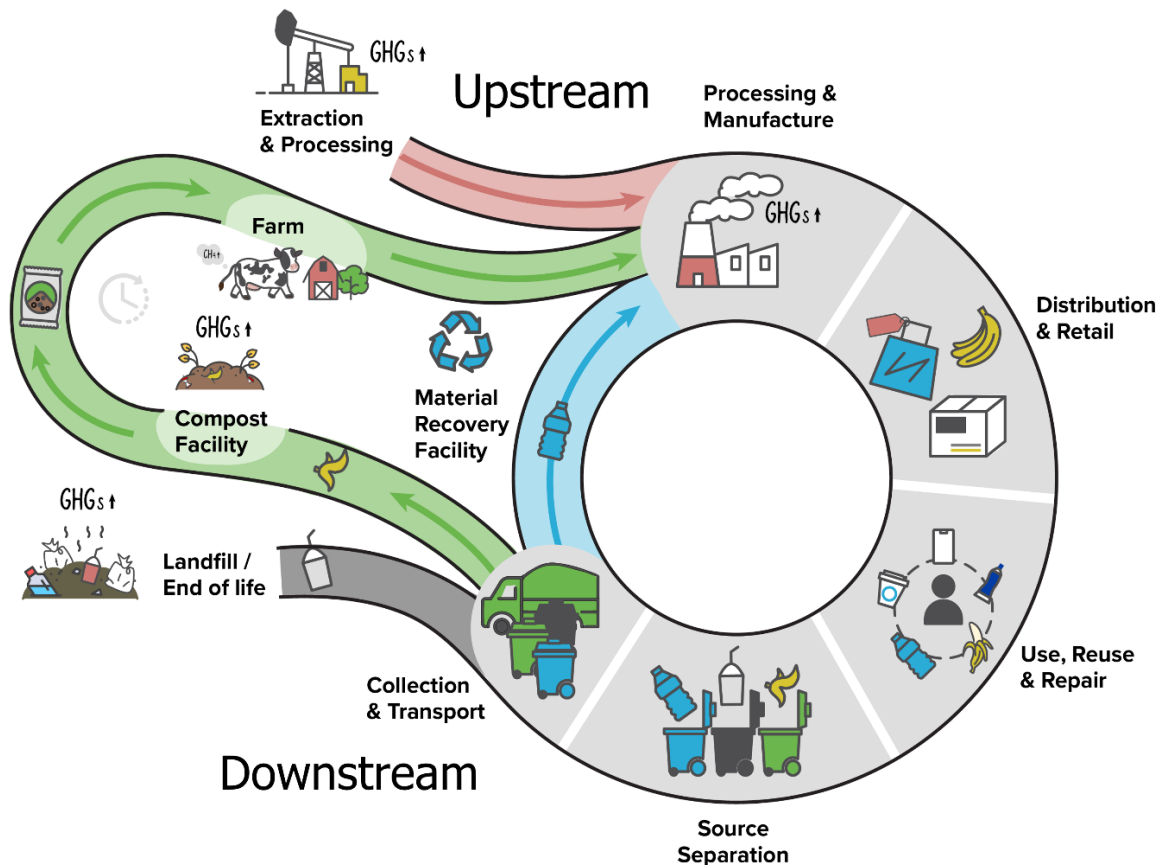 GHGs ↑
Upstream
Extraction
& Processing
Processing &
Manufacture
GHGs ↑
Farm
CH4 ↑
Distribution
& Retail
GHGs ↑
Material
Recovery
Facility
Compost
Facility
GHGs ↑
Landfill /
End of life
Use, Reuse
& Repair
Collection
& Transport
Downstream
Source
Separation